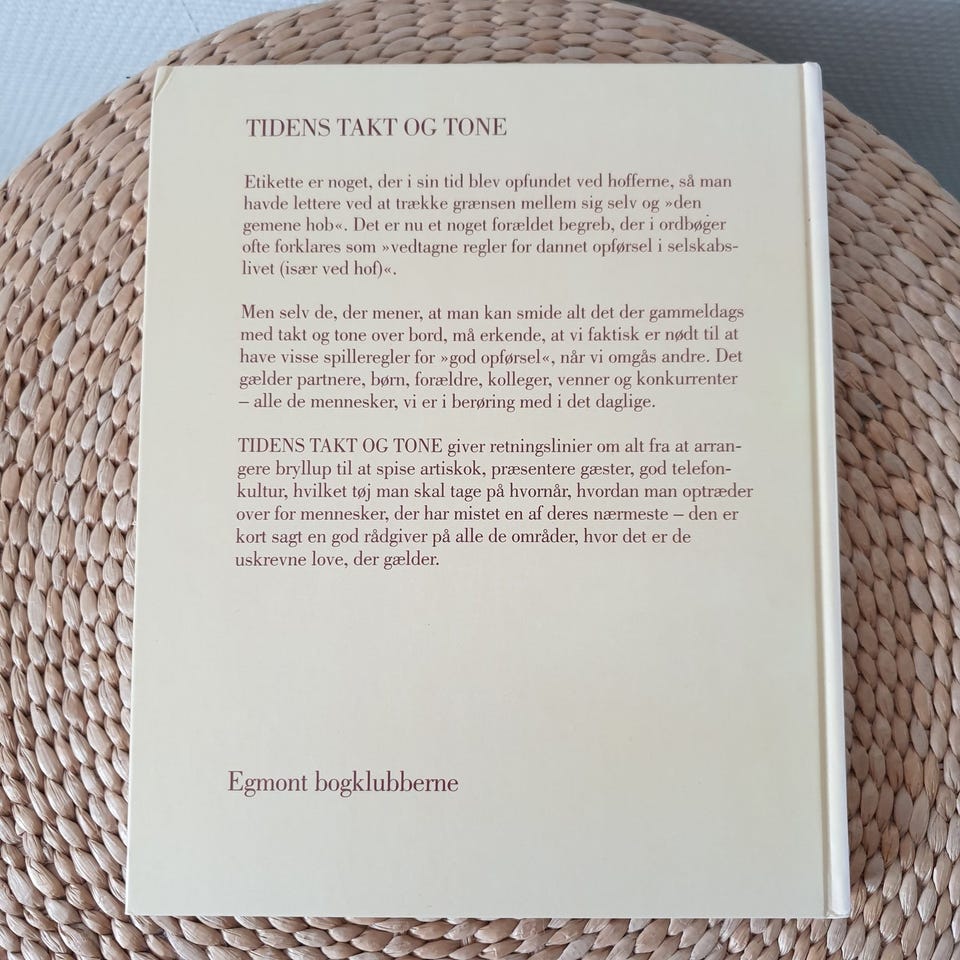 TIDENS TAKT OG TONE
Etikette er noget, der i sin tid blev opfundet ved hofferne, så man
havde lettere ved at trække grænsen mellem sig selv og »den
gemene hob«. Det er nu et noget forældet begreb, der i ordbøger
ofte forklares som »vedtagne regler for dannet opførsel i selskabs-
livet (især ved hof)«.
Men selv de, der mener, at man kan smide alt det der gammeldags
med takt og tone over bord, må erkende, at vi faktisk er nødt til at
have visse spilleregler for »god opførsel«, når vi omgås andre. Det
gælder partnere, børn, forældre, kolleger, venner og konkurrenter
– alle de mennesker, vi er i berøring med i det daglige.
TIDENS TAKT OG TONE giver retningslinier om alt fra at arran-
gere bryllup til at spise artiskok, præsentere gæster, god telefon-
kultur, hvilket tøj man skal tage på hvornår, hvordan man optræder
over for mennesker, der har mistet en af deres nærmeste – den er
kort sagt en god rådgiver på alle de områder, hvor det er de
uskrevne love, der gælder.
Egmont bogklubberne